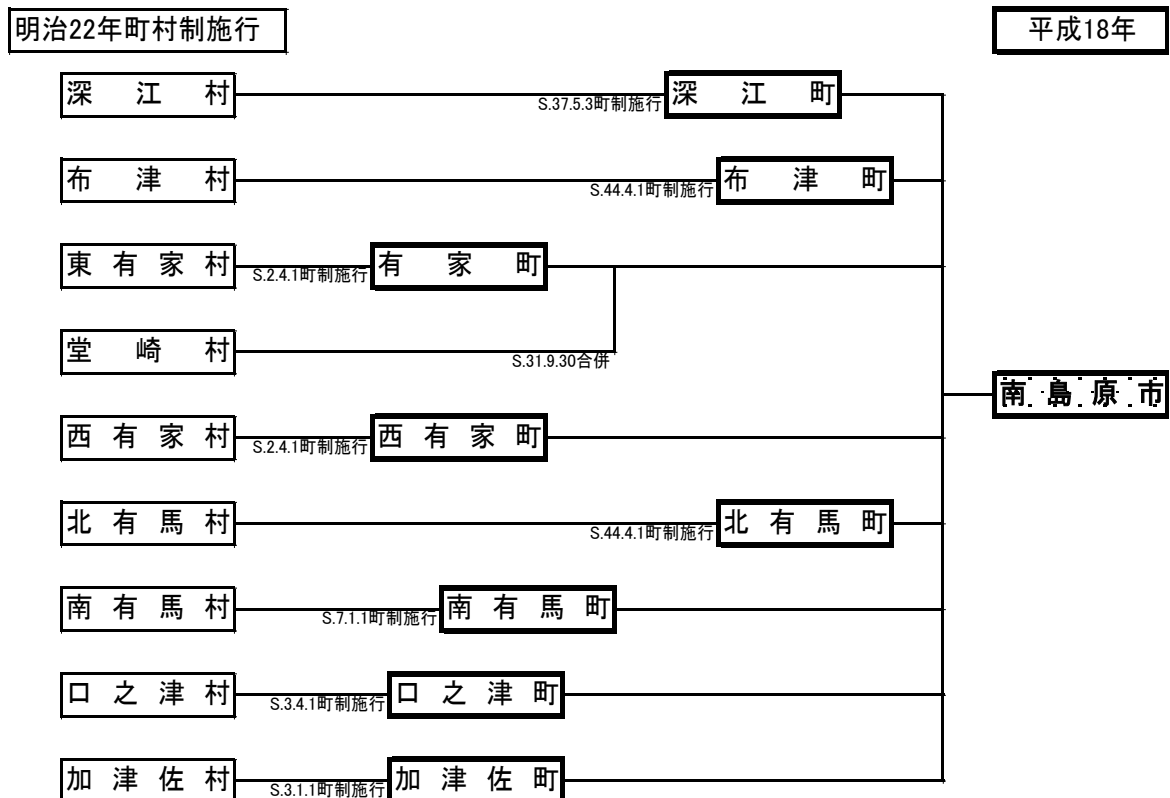 明治22年町村制施行
平成18年
深江村
S.37.5.3町制施行
深江町
布津村
S.44.4.1町制施行
布津町
東有家村
S.2.4.1町制施行
有家町
堂崎村
S.31.9.30合併
南島原市
西有家村
S.2.4.1町制施行
西有家町
北有馬村
S.44.4.1町制施行
北有馬町
南有馬村
S.7.1.1町制施行
南有馬町
口之津村
S.3.4.1町制施行
口之津町
加津佐村
S.3.1.1町制施行
加津佐町